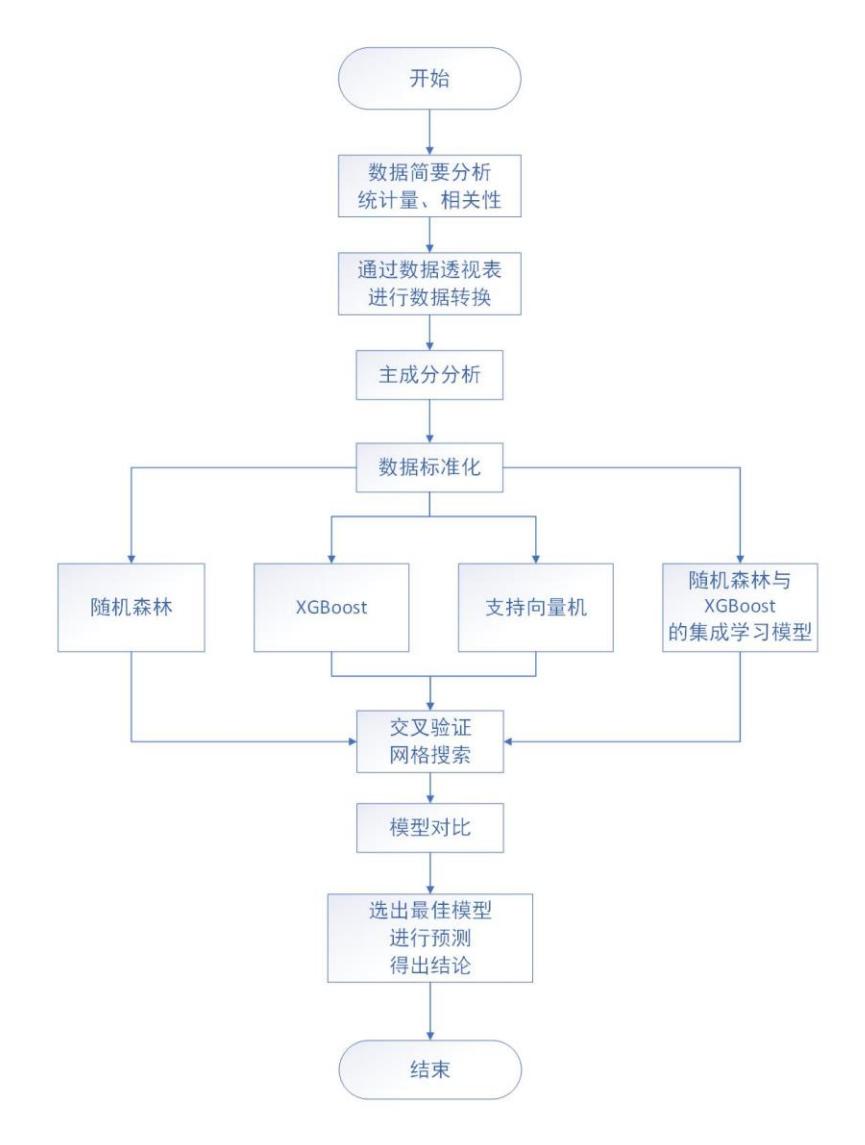 开始
数据简要分析
统计量、相关性
通过数据透视表
进行数据转换
主成分分析
数据标准化
随机森林
XGBoost
支持向量机
随机森林与
XGBoost
的集成学习模型
交叉验证
网格搜索
模型对比
选出最佳模型
进行预测
得出结论
结束